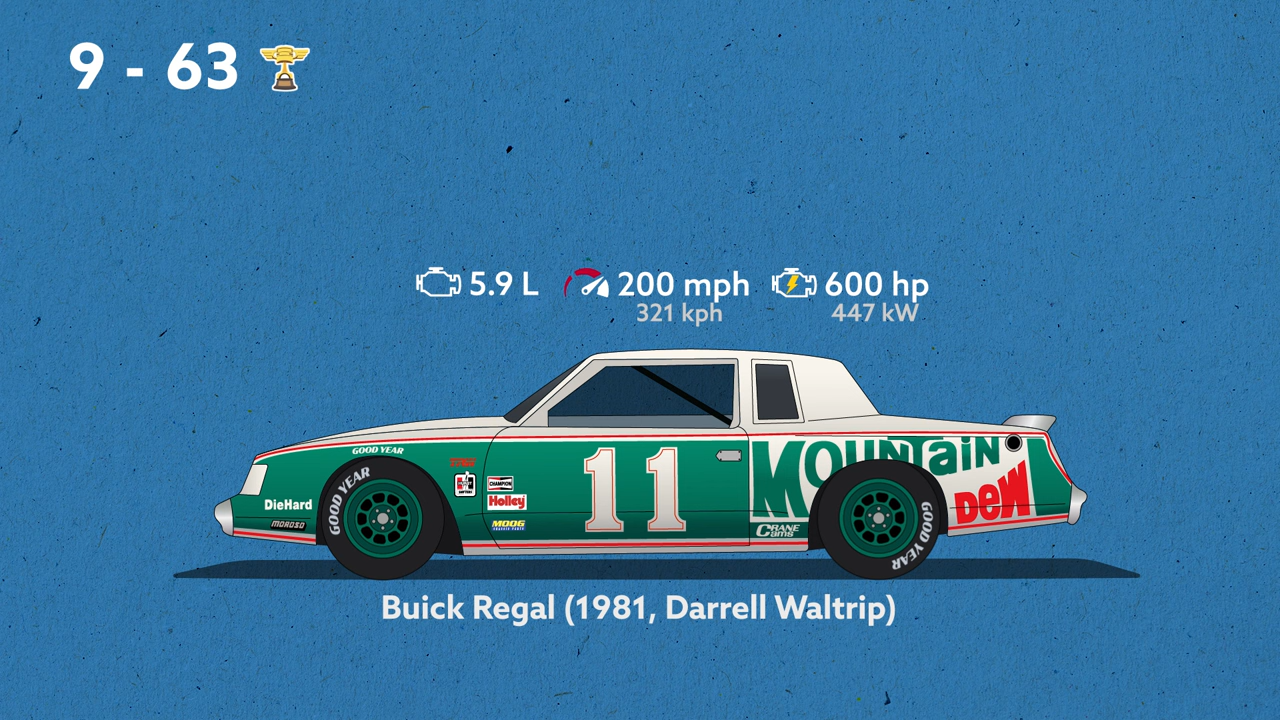 9 - 63
5.9 L 200 mph 600 hp
321 kph 447 kW
GOOD YEAR
GOOD YEAR
DieHard
MOROSO
CHAMPION
Holley
MOOG
11
MOUNTAIN
DEW
CRANE
Cams
GOOD YEAR
Buick Regal (1981, Darrell Waltrip)